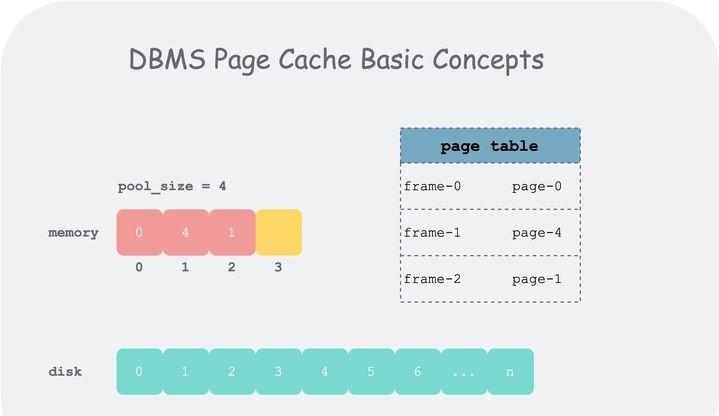 DBMS Page Cache Basic Concepts
page table
pool_size = 4
frame-0 page-0
memory 0 4 1
frame-1 page-4
0 1 2 3
frame-2 page-1
disk 0 1 2 3 4 5 6 ... n